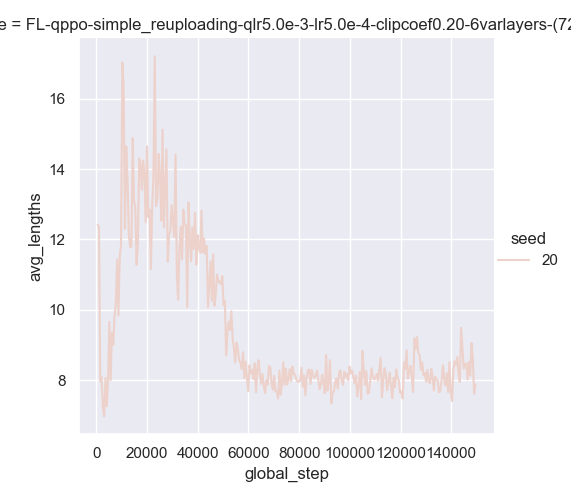 e = FL-qppo-simple_reuploading-qlr5.0e-3-lr5.0e-4-clipcoef0.20-6varlayers-(72
16
14
12
10
8
avg_lengths
0 20000 40000 60000 80000 100000 120000 140000
global_step
seed
20